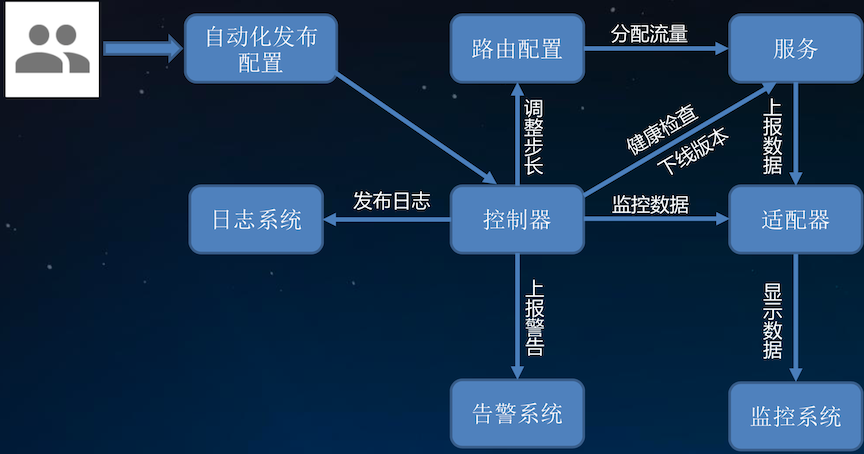 自动化发布
配置
路由配置
分配流量
服务
调整步长
健康检查
下线版本
上报数据
日志系统
发布日志
控制器
监控数据
适配器
上报警告
显示数据
告警系统
监控系统